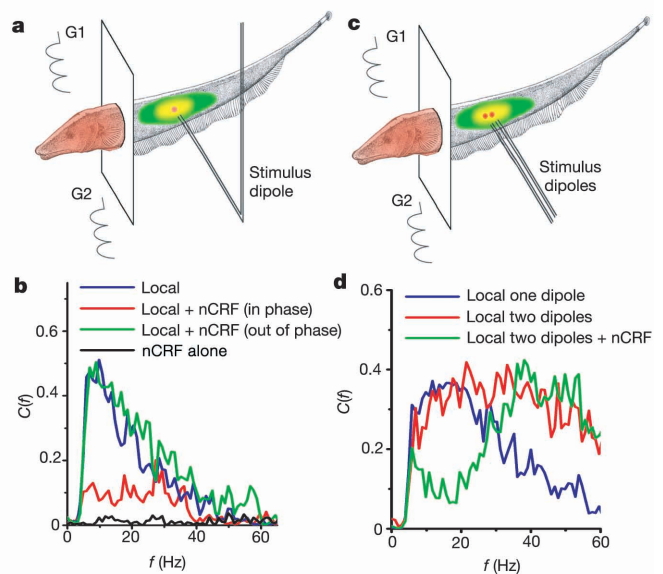 a
G1
G2
Stimulus
dipole
c
G1
G2
Stimulus
dipoles
b
Local
Local + nCRF (in phase)
Local + nCRF (out of phase)
nCRF alone
C(f)
0.6
0.4
0.2
0
0 20 40 60
f (Hz)
d
Local one dipole
Local two dipoles
Local two dipoles + nCRF
C(f)
0.6
0.4
0.2
0
0 20 40 60
f (Hz)